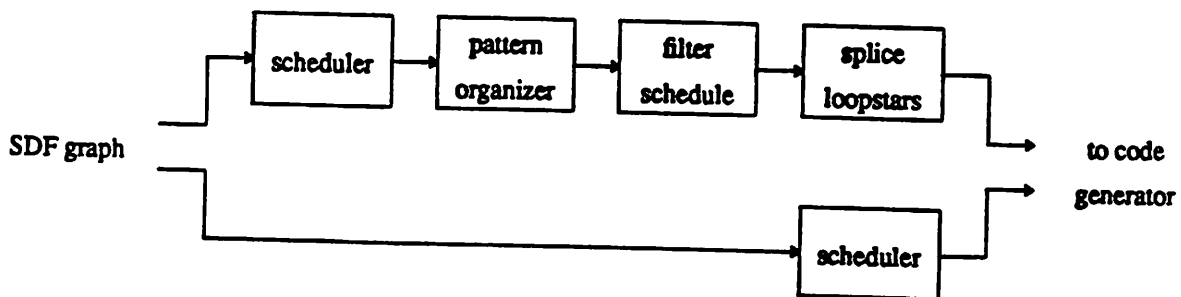 scheduler
pattern
organizer
filter
schedule
splice
loopstars
SDF graph
to code
generator
scheduler